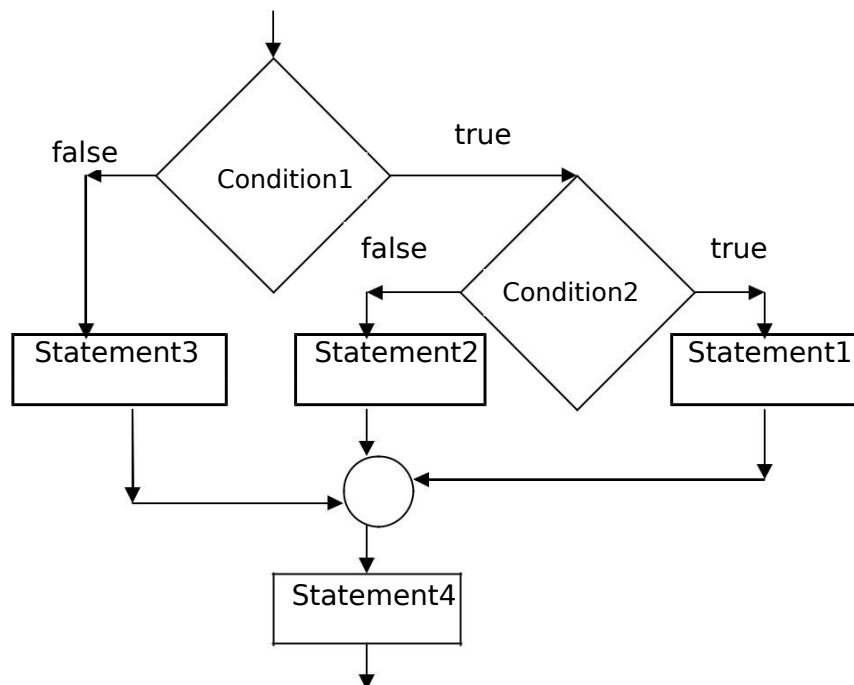 true
false
Condition1
false
true
Condition2
Statement3
Statement2
Statement1
Statement4